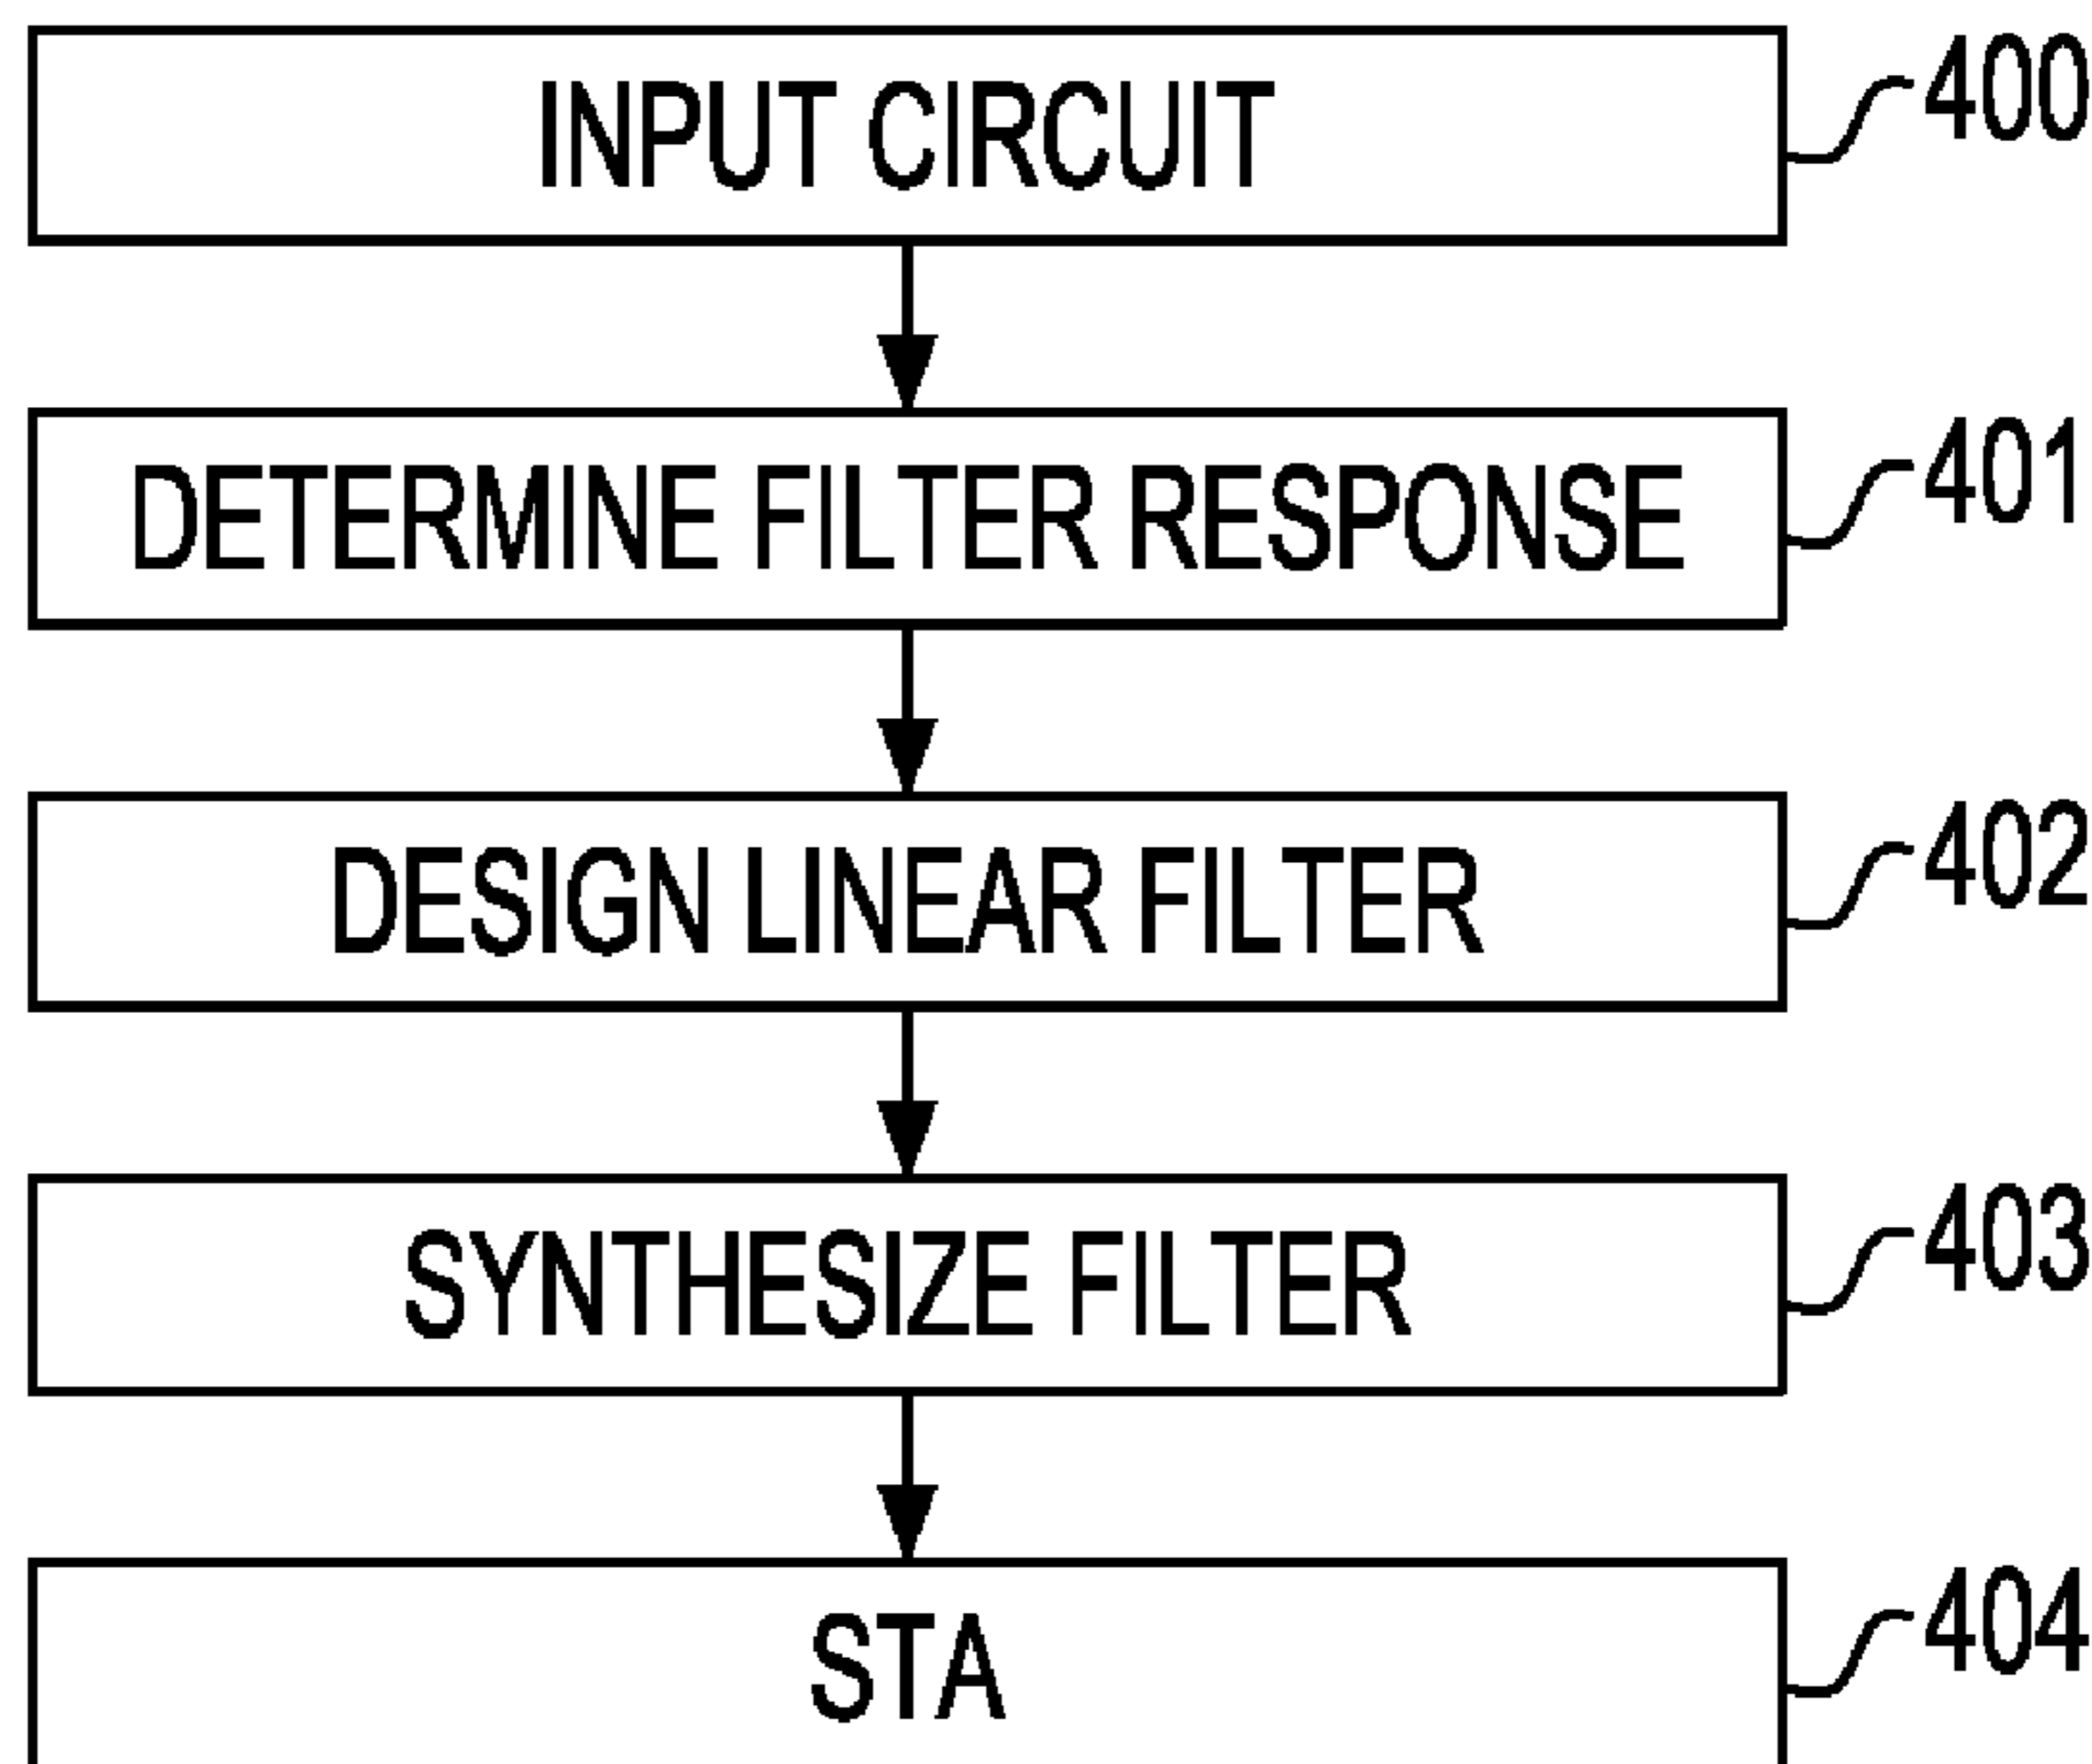 INPUT CIRCUIT
400
DETERMINE FILTER RESPONSE
401
DESIGN LINEAR FILTER
402
SYNTHESIZE FILTER
403
STA
404